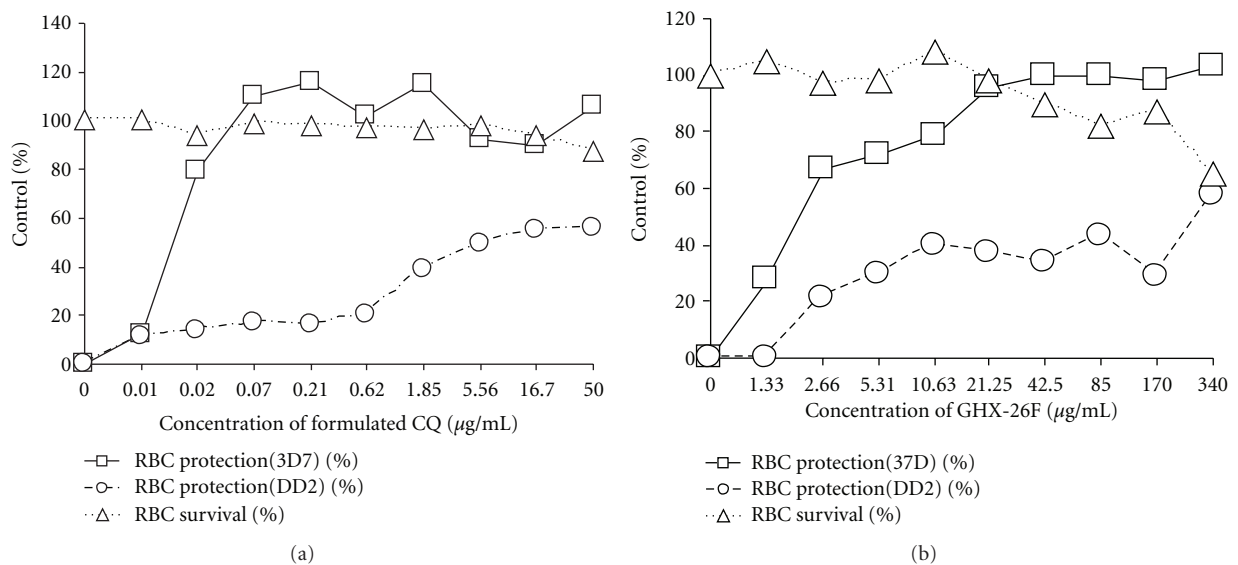 140
120
100
80
60
40
20
0
Control (%)
0 0.01 0.02 0.07 0.21 0.62 1.85 5.56 16.7 50
Concentration of formulated CQ (μg/mL)
RBC protection(3D7) (%)
RBC protection(DD2) (%)
RBC survival (%)
(a)
120
100
80
60
40
20
0
Control (%)
0 1.33 2.66 5.31 10.63 21.25 42.5 85 170 340
Concentration of GHX-26F (μg/mL)
RBC protection(37D) (%)
RBC protection(DD2) (%)
RBC survival (%)
(b)